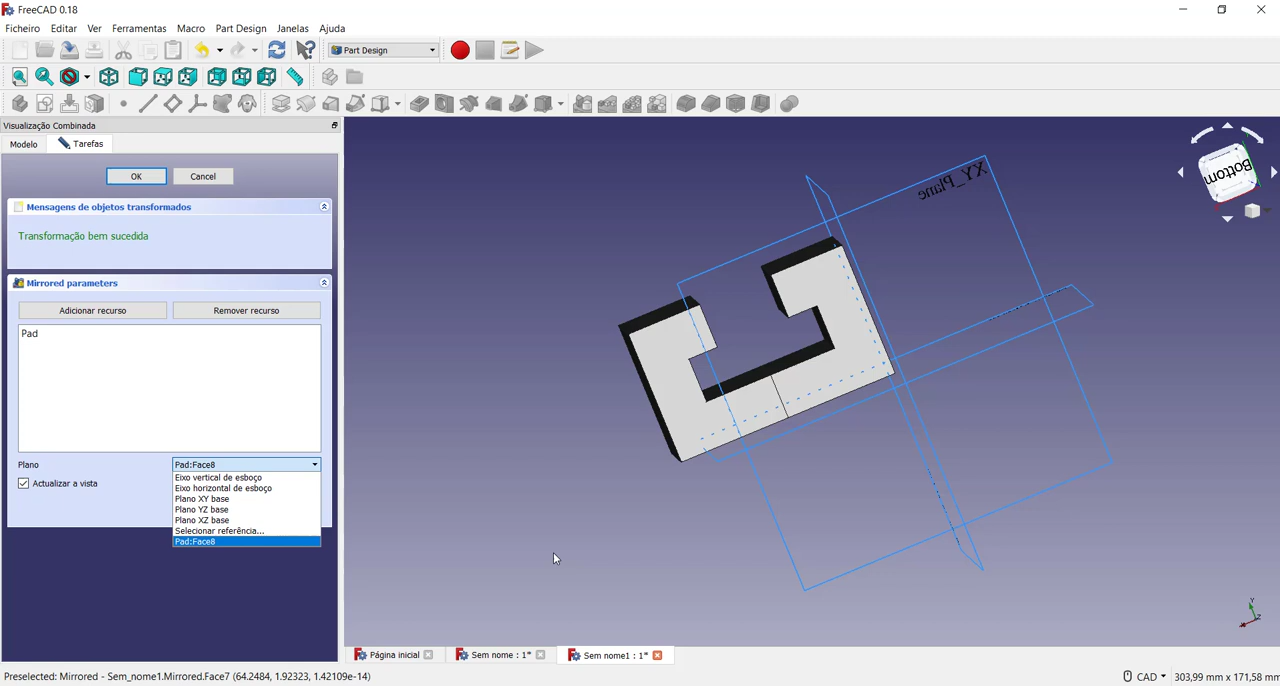 FreeCAD 0.18
Ficheiro Editar Ver Ferramentas Macro Part Design Janelas Ajuda
Part Design
Visualização Combinada
Modelo Tarefas
OK Cancel
Mensagens de objetos transformados
Transformação bem sucedida
Mirrored parameters
Adicionar recurso Remover recurso
Pad
Plano Pad:Face8
Actualizar a vista
Eixo vertical de esboço
Eixo horizontal de esboço
Plano XY base
Plano YZ base
Plano XZ base
Selecionar referência...
Pad:Face8
XY_Plane
Bottom
Y
Z
Página inicial Sem nome : 1* Sem nome1 : 1*
Preselected: Mirrored - Sem_nome1.Mirrored.Face7 (64.2484, 1.92323, 1.42109e-14) CAD 303,99 mm x 171,58 mm